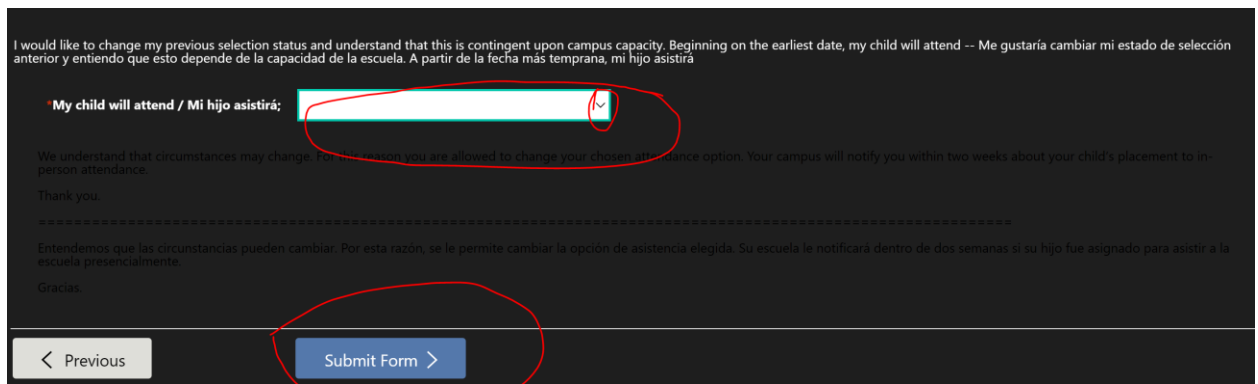 I would like to change my previous selection status and understand that this is contingent upon campus capacity. Beginning on the earliest date, my child will attend -- Me gustaría cambiar mi estado de selección
anterior y entiendo que esto depende de la capacidad de la escuela. A partir de la fecha más temprana, mi hijo asistirá
*My child will attend / Mi hijo asistirá;
We understand that circumstances may change. For this reason you are allowed to change your chosen attendance option. Your campus will notify you within two weeks about your child's placement to in-
person attendance.
Thank you.
==============================================================================================================
Entendemos que las circunstancias pueden cambiar. Por esta razón, se le permite cambiar la opción de asistencia elegida. Su escuela le notificará dentro de dos semanas si su hijo fue asignado para asistir a la
escuela presencialmente.
Gracias.
Previous
Submit Form